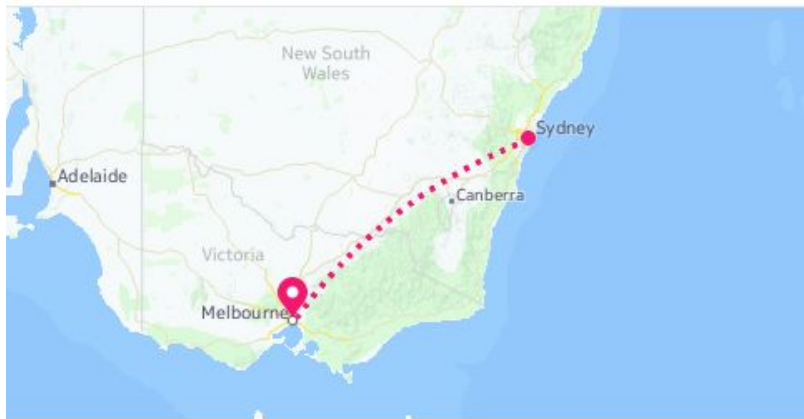 New South
Wales
Sydney
Adelaide
Canberra
Victoria
Melbourne